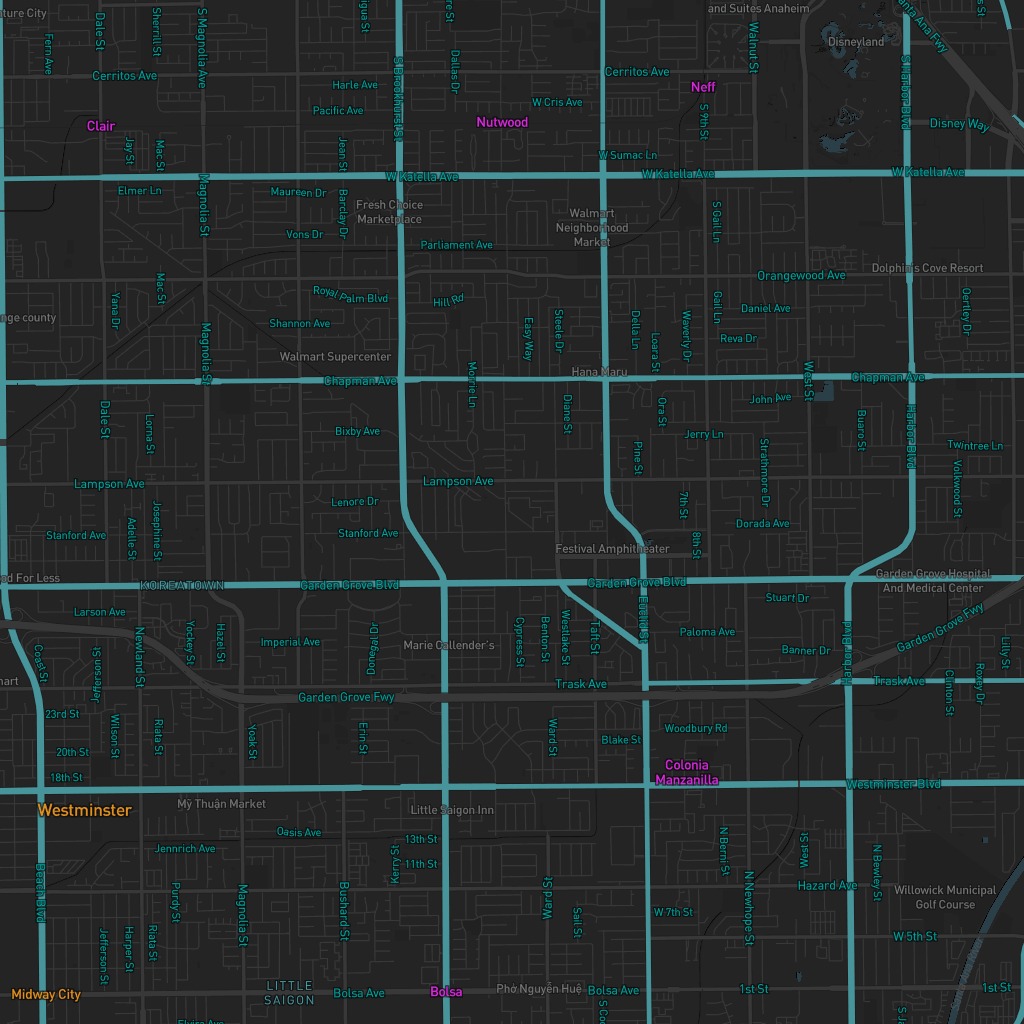 ture City
Fern Ave
Dale St
Sherrill St
S Magnolia Ave
S Brookhurst St
Dallas Dr
and Suites Anaheim
Walnut St
Disneyland
Santa Ana Fwy
S Harbor Blvd
Cerritos Ave
Cerritos Ave
Harle Ave
Neff
W Cris Ave
Pacific Ave
S 9th St
Nutwood
Clair
Disney Way
Jay St
Mac St
Jean St
W Sumac Ln
W Katella Ave
W Katella Ave
W Katella Ave
Elmer Ln
Maureen Dr
Magnolia St
Barclay Dr
Fresh Choice
Marketplace
Walmart
Neighborhood
Market
S Gail Ln
Vons Dr
Parliament Ave
Orangewood Ave
Dolphin's Cove Resort
Mac St
Yana Dr
Royal Palm Blvd
Hill Rd
Gail Ln
Daniel Ave
Oertley Dr
nge county
Shannon Ave
Easy Way
Steele Dr
Della Ln
Loara St
Waverly Dr
Reva Dr
Magnolia St
Walmart Supercenter
Morrie Ln
Hana Maru
West St
Chapman Ave
Chapman Ave
John Ave
Dale St
Lorna St
Diane St
Ora St
Buaro St
Harbor Blvd
Bixby Ave
Jerry Ln
Pine St
Strathmore Dr
Twintree Ln
Lampson Ave
Lampson Ave
Volkwood St
Lenore Dr
7th St
Adelle St
Josephine St
Stanford Ave
Stanford Ave
Dorada Ave
8th St
Festival Amphitheater
od For Less
KOREATOWN
Garden Grove Blvd
Garden Grove Blvd
Garden Grove Hospital
And Medical Center
Larson Ave
Euclid St
Stuart Dr
Newland St
Yockey St
Hazel St
Imperial Ave
Donegal Dr
Marie Callender's
Cypress St
Benton St
Westlake St
Taft St
Paloma Ave
Garden Grove Fwy
Harbor Blvd
Banner Dr
Lilly St
Coast St
Jefferson St
mart
Garden Grove Fwy
Trask Ave
Trask Ave
Clinton St
Roxey Dr
23rd St
Wilson St
Riata St
Yoak St
Erin St
Ward St
Blake St
Woodbury Rd
20th St
18th St
Colonia
Manzanilla
Westminster Blvd
Westminster
Mỹ Thuận Market
Little Saigon Inn
Oasis Ave
13th St
Jennrich Ave
Kerry St
11th St
N Berni St
West St
N Bewley St
Beach Blvd
Purdy St
Magnolia St
Bushard St
Ward St
Hazard Ave
Willowick Municipal
Golf Course
N Newhope St
Sail St
W 7th St
Jefferson St
Harper St
Riata St
W 5th St
Midway City
LITTLE
SAIGON
Bolsa Ave
Bolsa
Phở Nguyễn Huệ
Bolsa Ave
1st St
1st St